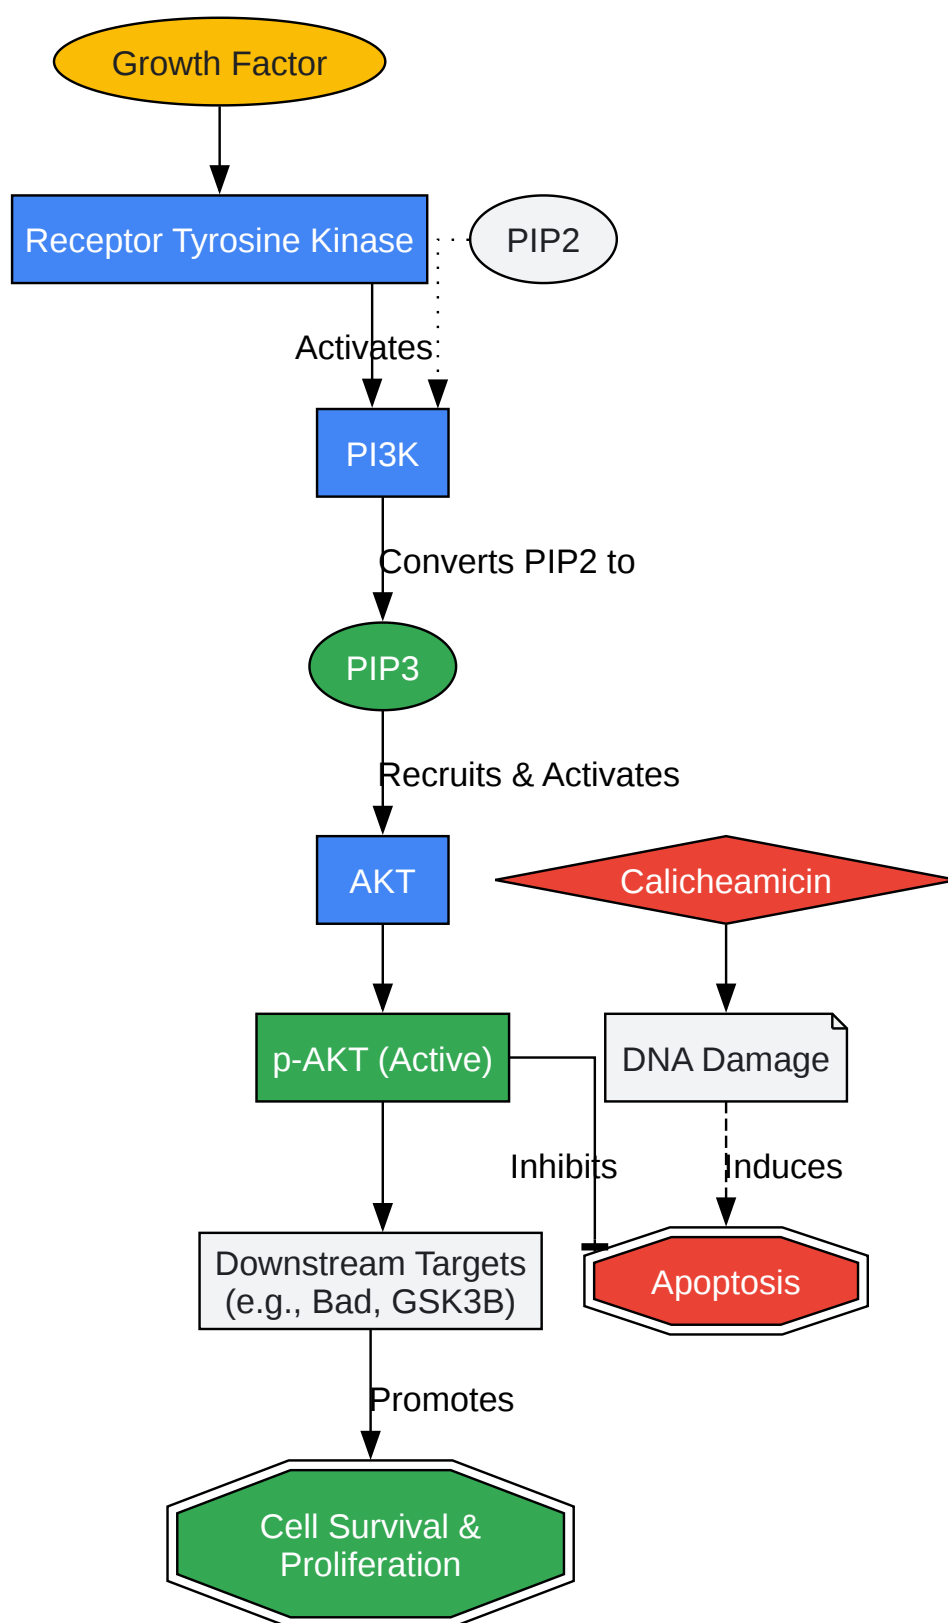 Growth Factor
Receptor Tyrosine Kinase
PIP2
Activates
PI3K
Converts PIP2 to
PIP3
Recruits & Activates
AKT
Calicheamicin
p-AKT (Active)
DNA Damage
Inhibits
Induces
Downstream Targets
(e.g., Bad, GSK3B)
Apoptosis
Promotes
Cell Survival &
Proliferation